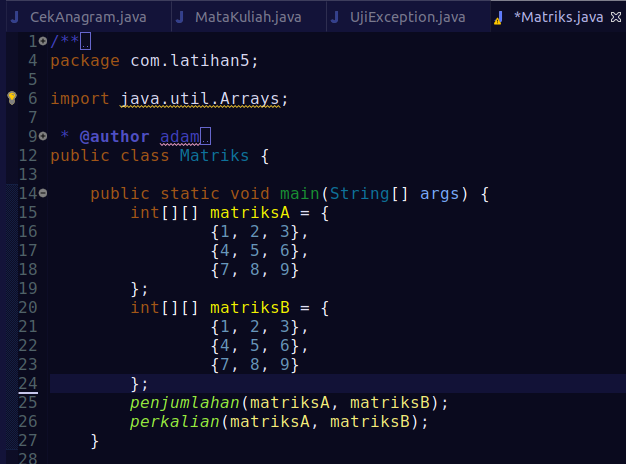 CekAnagram.java MataKuliah.java UjiException.java *Matriks.java
1 /**
4 package com.latihan5;
5
6 import java.util.Arrays;
7
9 * @author adam
12 public class Matriks {
13
14 public static void main(String[] args) {
15 int[][] matriksA = {
16 {1, 2, 3},
17 {4, 5, 6},
18 {7, 8, 9}
19 };
20 int[][] matriksB = {
21 {1, 2, 3},
22 {4, 5, 6},
23 {7, 8, 9}
24 };
25 penjumlahan(matriksA, matriksB);
26 perkalian(matriksA, matriksB);
27 }
28